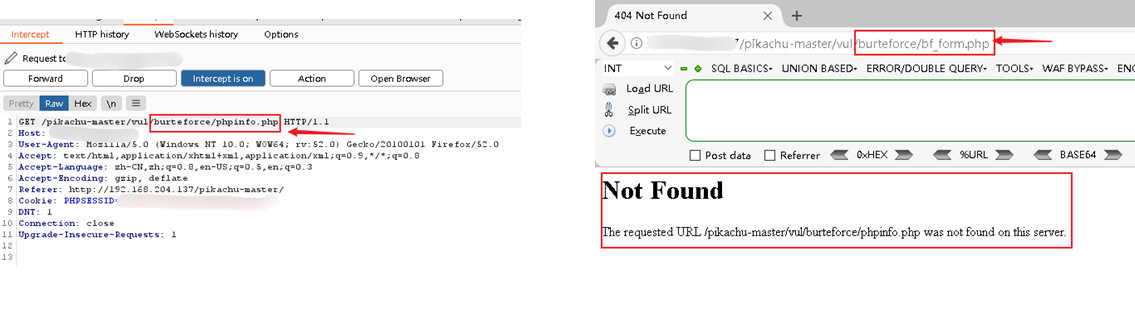 Intercept HTTP history WebSockets history Options
Request to
Forward Drop Intercept is on Action Open Browser
Pretty Raw Hex \n
1 GET /pikachu-master/vul/burteforce/phpinfo.php HTTP/1.1
2 Host:
3 User-Agent: Mozilla/5.0 (Windows NT 10.0; WOW64; rv:52.0) Gecko/20100101 Firefox/52.0
4 Accept: text/html,application/xhtml+xml,application/xml;q=0.9,*/*;q=0.8
5 Accept-Language: zh-CN,zh;q=0.8,en-US;q=0.5,en;q=0.3
6 Accept-Encoding: gzip, deflate
7 Referer: http://192.168.204.137/pikachu-master/
8 Cookie: PHPSESSID=
9 DNT: 1
10 Connection: close
11 Upgrade-Insecure-Requests: 1
12
13
404 Not Found
7/pikachu-master/vul/burteforce/bf_form.php
INT SQL BASICS UNION BASED ERROR/DOUBLE QUERY TOOLS WAF BYPASS ENC
Load URL
Split URL
Execute
Post data Referrer 0xHEX %URL BASE64
Not Found
The requested URL /pikachu-master/vul/burteforce/phpinfo.php was not found on this server.